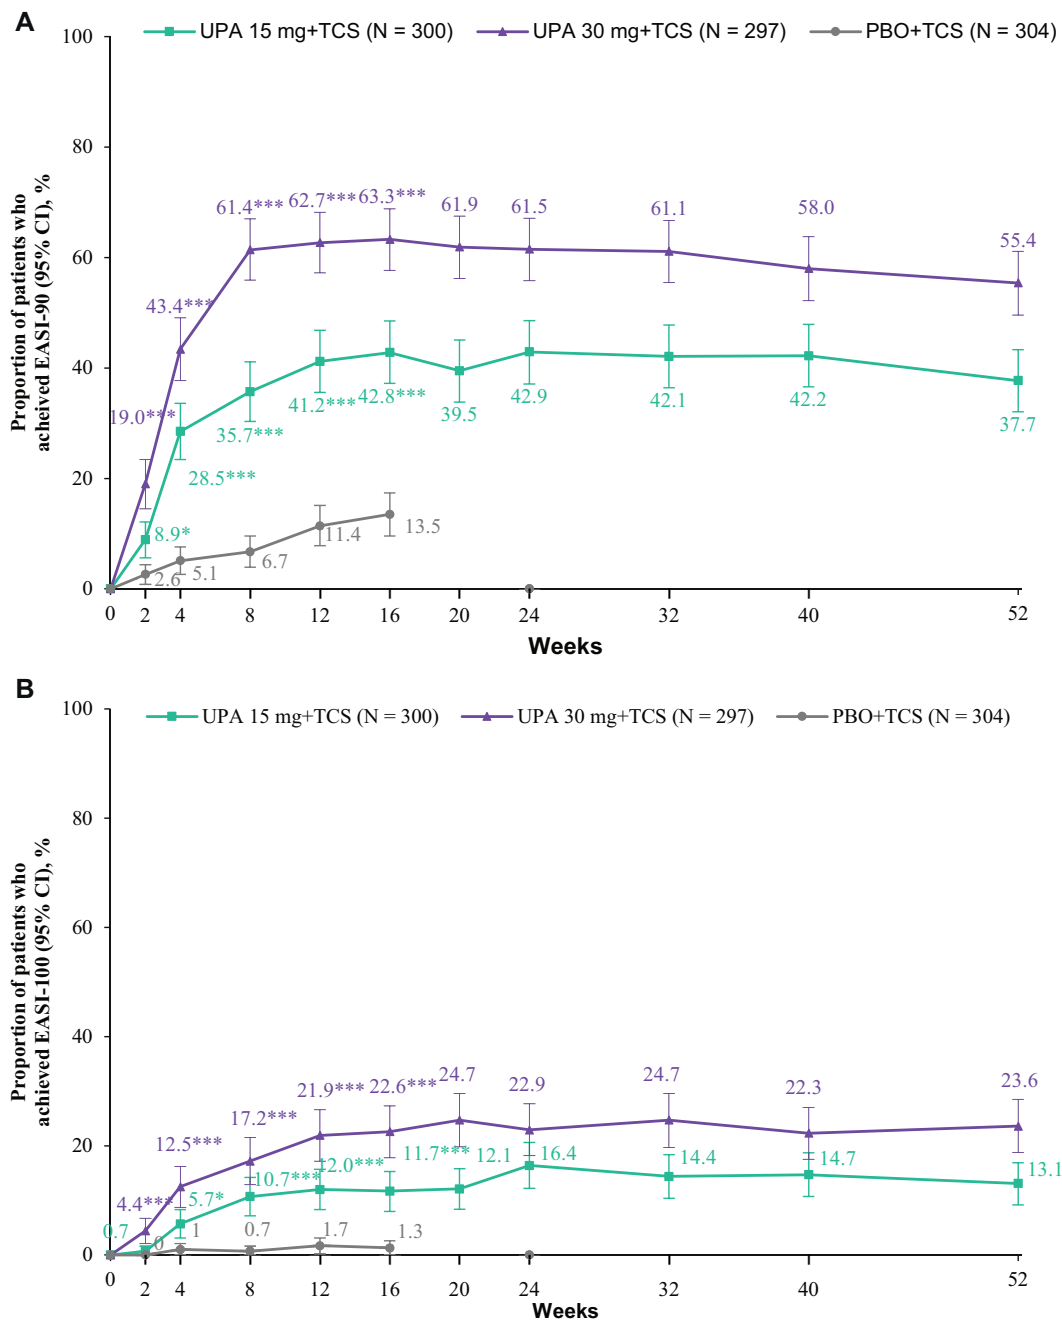 A
UPA 15 mg+TCS (N = 300) UPA 30 mg+TCS (N = 297) PBO+TCS (N = 304)
Proportion of patients who
acheived EASI-90 (95% CI), %
100
80
60
40
20
0
61.4*** 62.7*** 63.3*** 61.9 61.5 61.1 58.0 55.4
43.4***
19.0***
41.2*** 42.8*** 39.5 42.9 42.1 42.2 37.7
35.7***
28.5***
8.9*
2.6 5.1 6.7 11.4 13.5
0 2 4 8 12 16 20 24 32 40 52
Weeks
B
UPA 15 mg+TCS (N = 300) UPA 30 mg+TCS (N = 297) PBO+TCS (N = 304)
Proportion of patients who
achieved EASI-100 (95% CI), %
100
80
60
40
20
0
21.9*** 22.6*** 24.7 22.9 24.7 22.3 23.6
17.2***
12.5***
4.4***
0.7 5.7* 10.7*** 12.0*** 11.7*** 12.1 16.4 14.4 14.7 13.1
0 1 0.7 1.7 1.3
0 2 4 8 12 16 20 24 32 40 52
Weeks